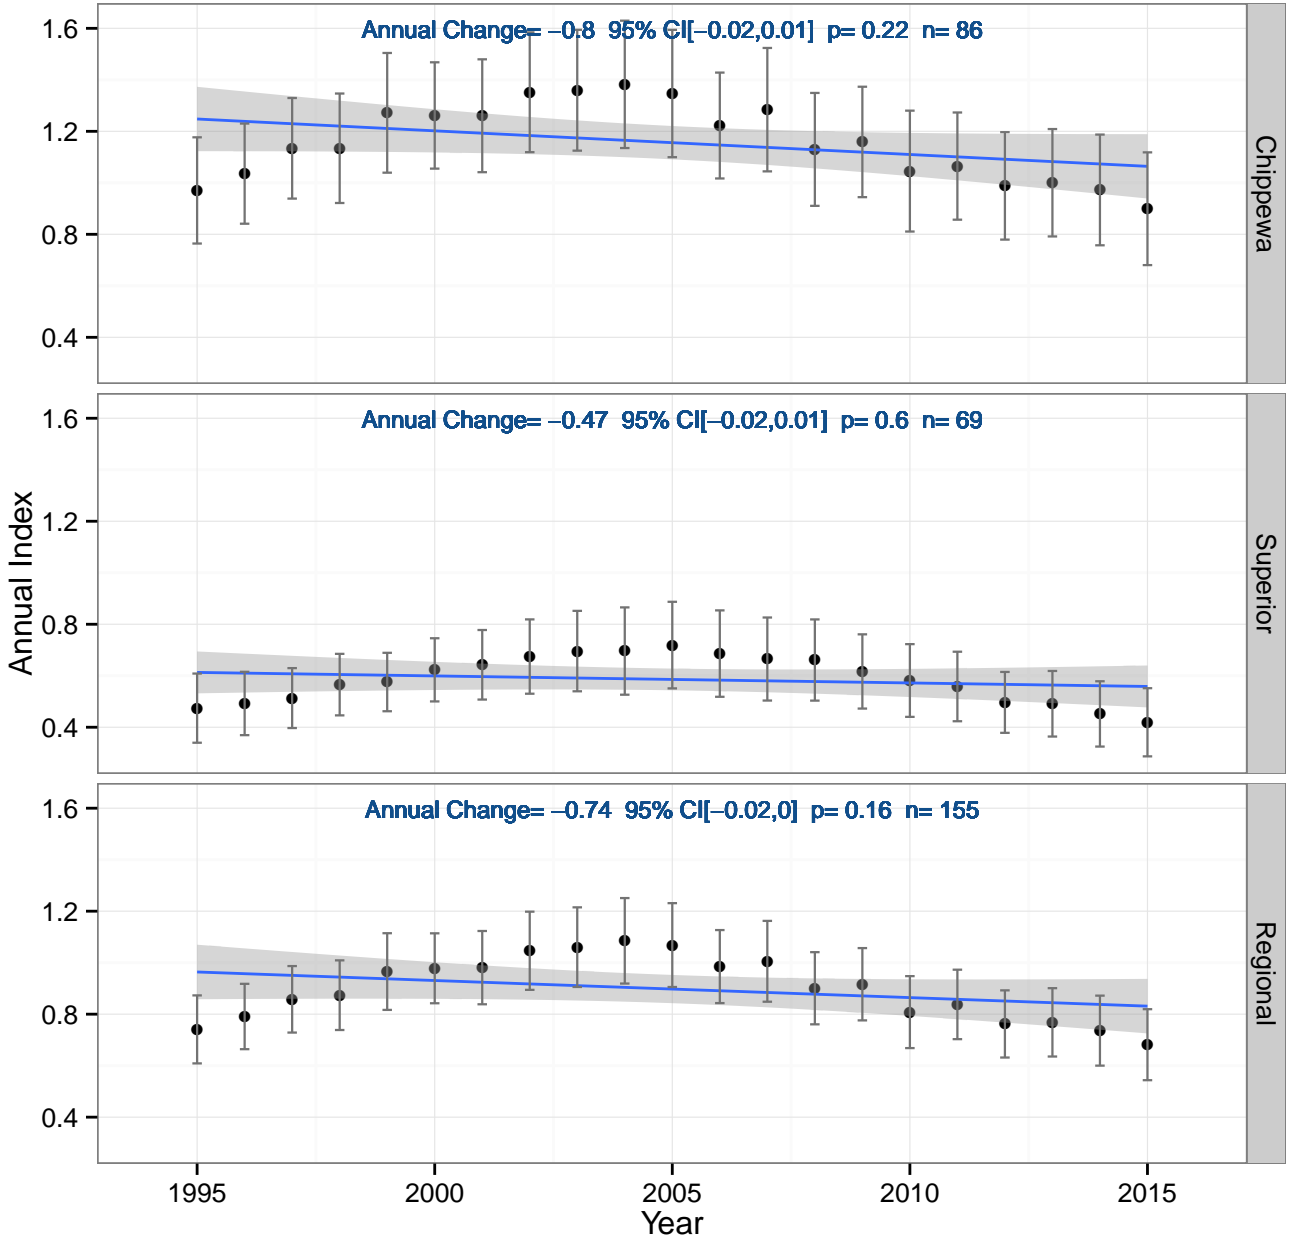 Annual Change= −0.8  95% CI[−0.02,0.01]  p= 0.22  n= 86
1.6
1.2
0.8
0.4
Chippewa
Annual Change= −0.47  95% CI[−0.02,0.01]  p= 0.6  n= 69
1.6
1.2
0.8
0.4
Superior
Annual Index
Annual Change= −0.74  95% CI[−0.02,0]  p= 0.16  n= 155
1.6
1.2
0.8
0.4
Regional
1995 2000 2005 2010 2015
Year